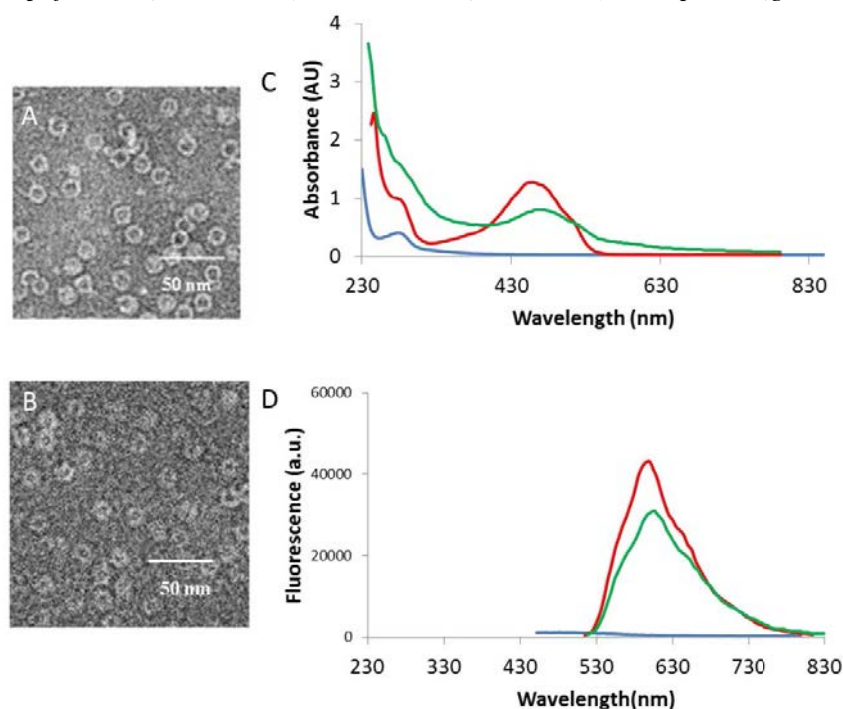 A
50 nm
B
50 nm
C
4
3
2
1
0
Absorbance (AU)
230 430 630 830
Wavelength (nm)
D
60000
40000
20000
0
Fluorescence (a.u.)
230 330 430 530 630 730 830
Wavelength(nm)